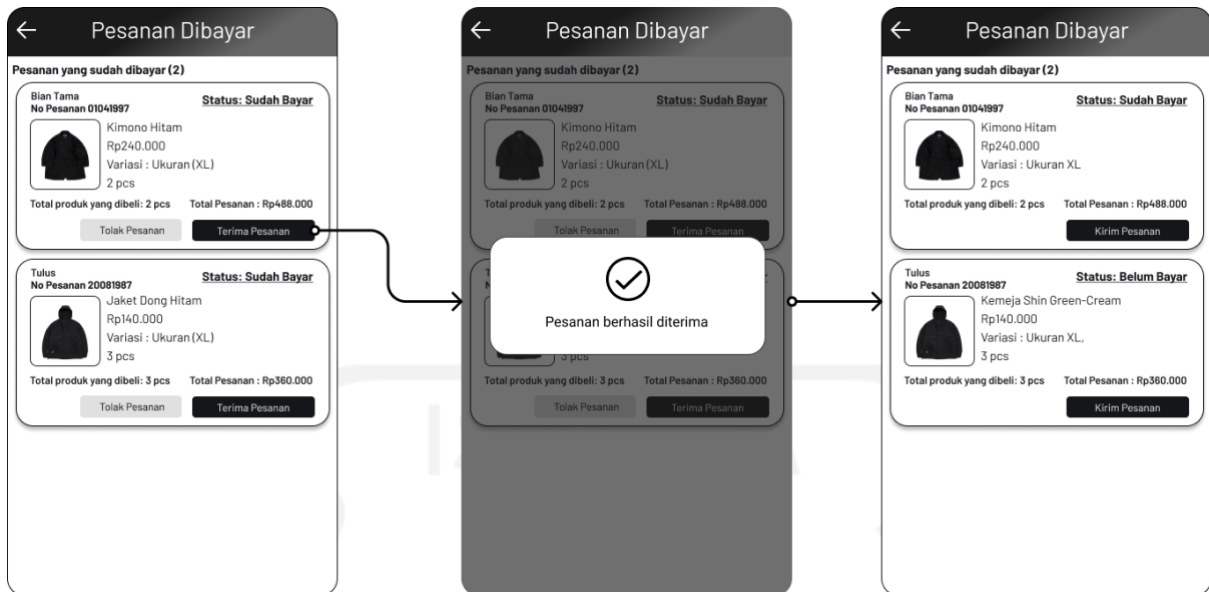 Pesanan Dibayar
Pesanan yang sudah dibayar (2)
Bian Tama
No Pesanan 01041997
Status: Sudah Bayar
Kimono Hitam
Rp240.000
Variasi : Ukuran (XL)
2 pcs
Total produk yang dibeli: 2 pcs
Total Pesanan : Rp488.000
Tolak Pesanan
Terima Pesanan
Tulus
No Pesanan 20081987
Status: Sudah Bayar
Jaket Dong Hitam
Rp140.000
Variasi : Ukuran (XL)
3 pcs
Total produk yang dibeli: 3 pcs
Total Pesanan : Rp360.000
Tolak Pesanan
Terima Pesanan
Pesanan Dibayar
Pesanan yang sudah dibayar (2)
Bian Tama
No Pesanan 01041997
Status: Sudah Bayar
Kimono Hitam
Rp240.000
Variasi : Ukuran (XL)
2 pcs
Total produk yang dibeli: 2 pcs
Total Pesanan : Rp488.000
Tolak Pesanan
Terima Pesanan
Pesanan berhasil diterima
3 pcs
Total produk yang dibeli: 3 pcs
Total Pesanan : Rp360.000
Tolak Pesanan
Terima Pesanan
Pesanan Dibayar
Pesanan yang sudah dibayar (2)
Bian Tama
No Pesanan 01041997
Status: Sudah Bayar
Kimono Hitam
Rp240.000
Variasi : Ukuran XL
2 pcs
Total produk yang dibeli: 2 pcs
Total Pesanan : Rp488.000
Kirim Pesanan
Tulus
No Pesanan 20081987
Status: Belum Bayar
Kemeja Shin Green-Cream
Rp140.000
Variasi : Ukuran XL,
3 pcs
Total produk yang dibeli: 3 pcs
Total Pesanan : Rp360.000
Kirim Pesanan